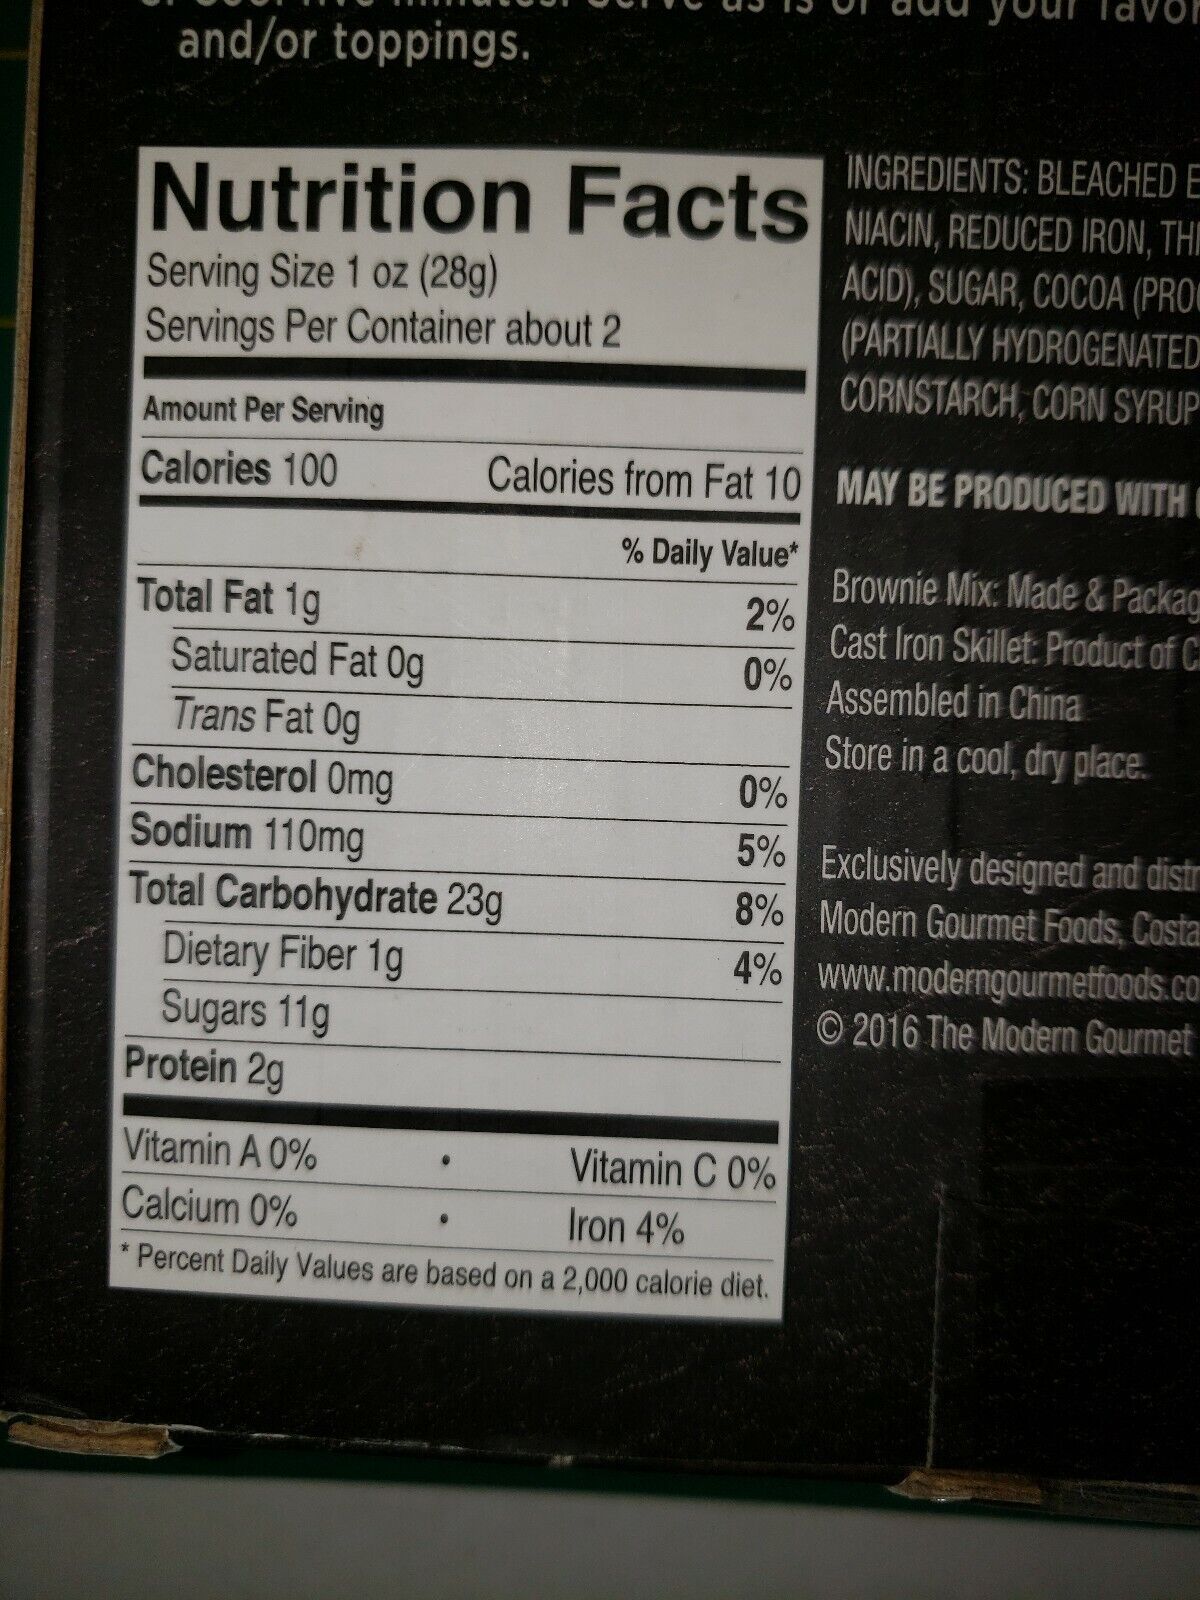 and/or toppings.
Nutrition Facts
Serving Size 1 oz (28g)
Servings Per Container about 2
Amount Per Serving
Calories 100 Calories from Fat 10
% Daily Value*
Total Fat 1g 2%
Saturated Fat 0g 0%
Trans Fat 0g
Cholesterol 0mg 0%
Sodium 110mg 5%
Total Carbohydrate 23g 8%
Dietary Fiber 1g 4%
Sugars 11g
Protein 2g
Vitamin A 0% • Vitamin C 0%
Calcium 0% • Iron 4%
* Percent Daily Values are based on a 2,000 calorie diet.
INGREDIENTS: BLEACHED
NIACIN, REDUCED IRON,
ACID), SUGAR, COCOA
(PARTIALLY HYDROGENATED
CORNSTARCH, CORN SYRUP
MAY BE PRODUCED WITH
Brownie Mix: Made &
Cast Iron Skillet: Product of
Assembled in China
Store in a cool, dry place.
Exclusively designed and
Modern Gourmet Foods, Costa
www.moderngourmetfoods.co
© 2016 The Modern Gourmet